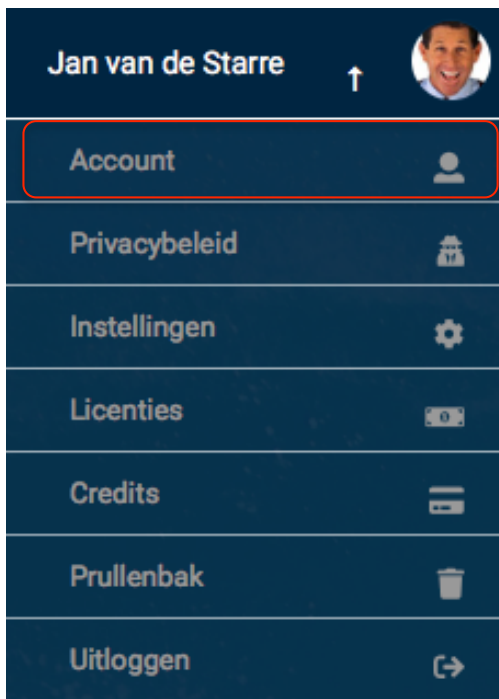 Jan van de Starre
Account
Privacybeleid
Instellingen
Licenties
Credits
Prullenbak
Uitloggen